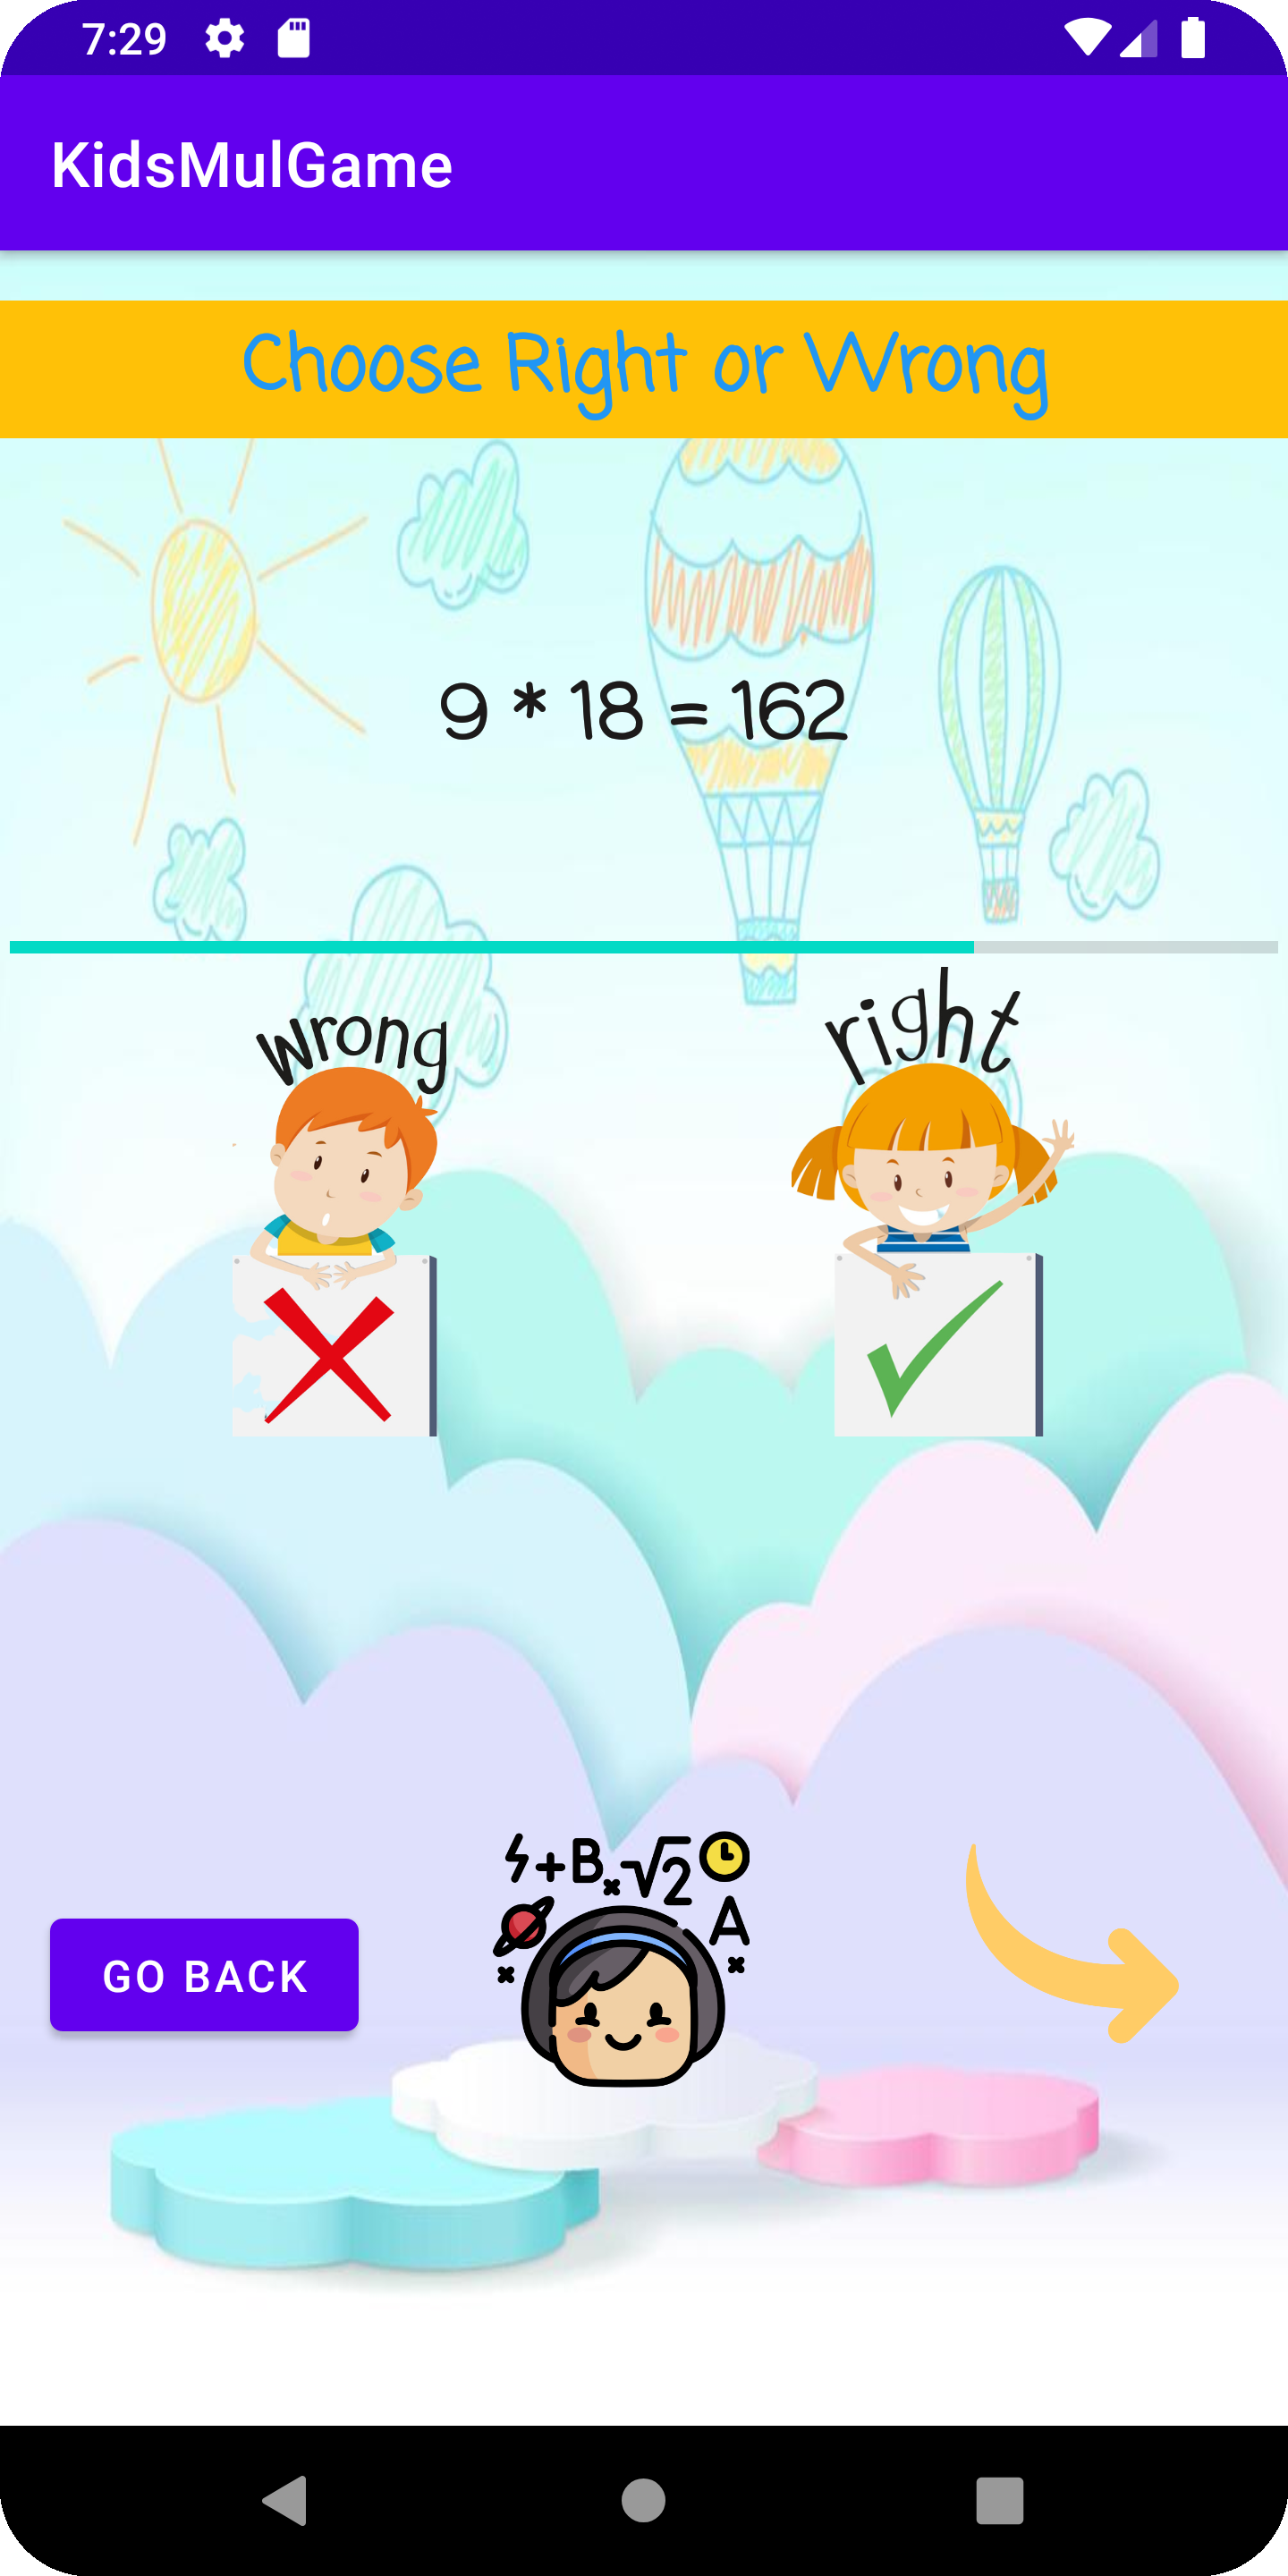 7:29
KidsMulGame
Choose Right or Wrong
9 * 18 = 162
wrong
right
+B -√2
A
GO BACK